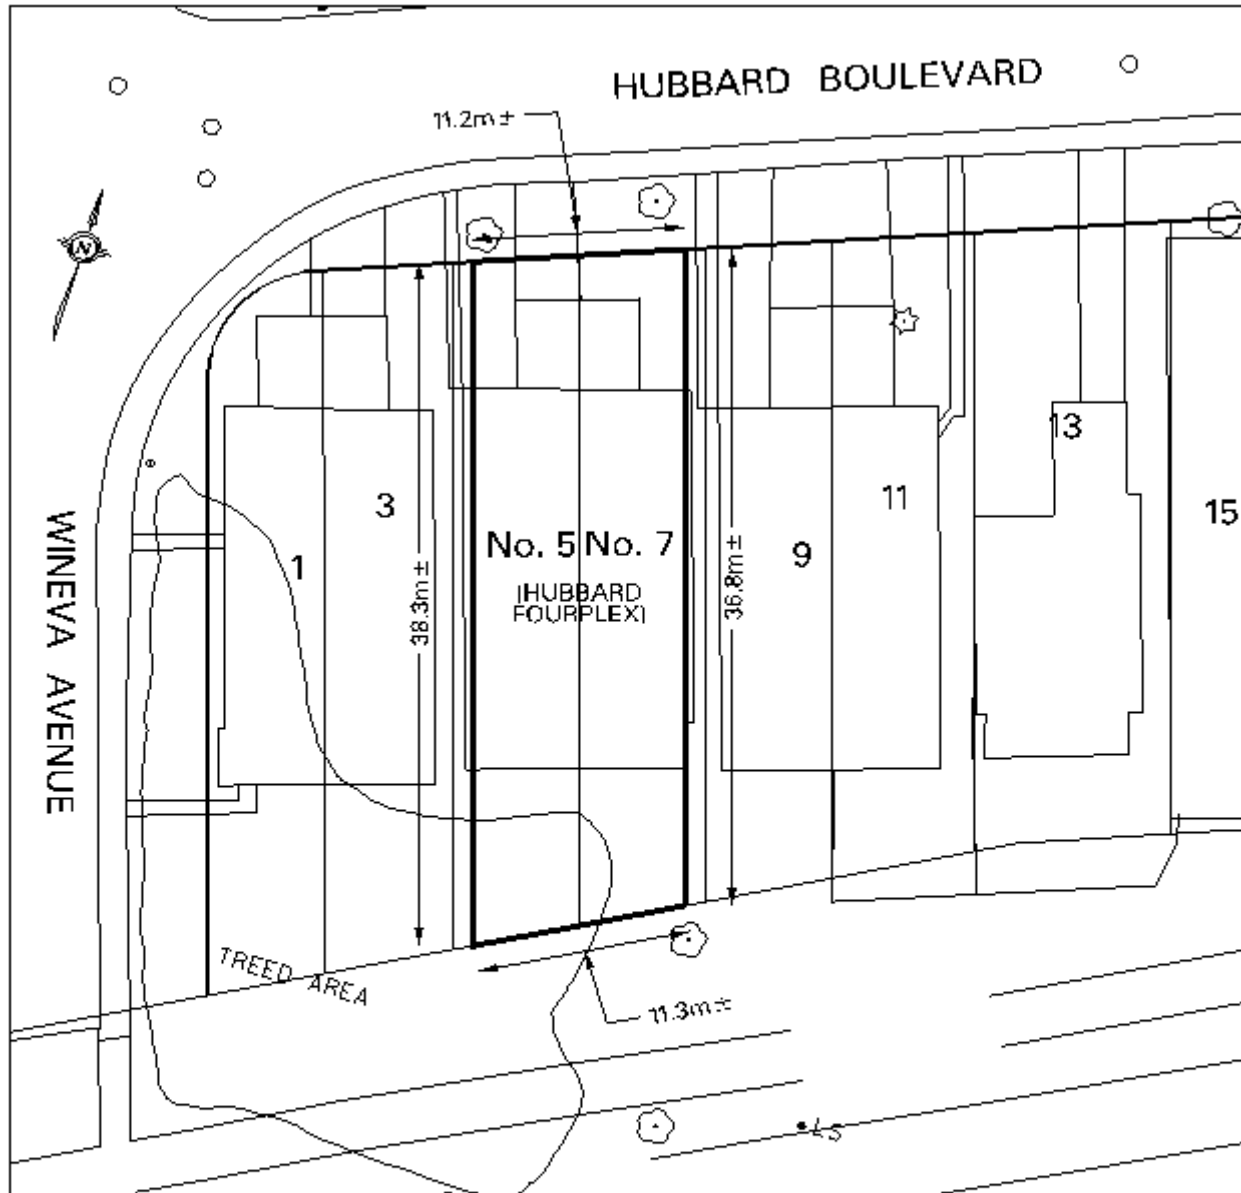 HUBBARD BOULEVARD
11.2m±
N
13
3
11
15
No. 5 No. 7
1
9
(HUBBARD
FOURPLEX)
38.3m±
36.8m±
WINEVA AVENUE
TREED AREA
11.3m±
LS